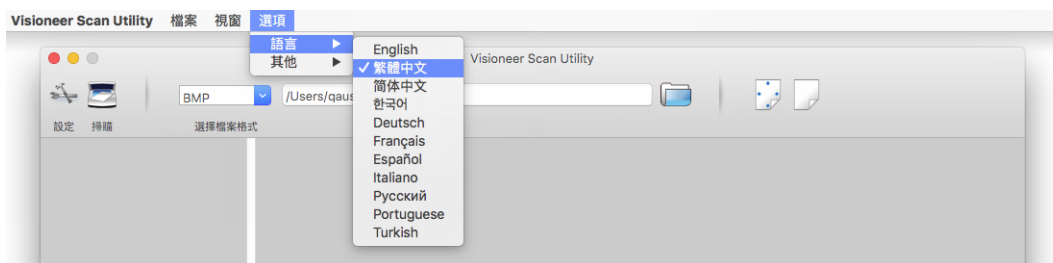 Visioneer Scan Utility 檔案 視窗 選項
語言
其他
English
繁體中文
简体中文
한국어
Deutsch
Français
Español
Italiano
Русский
Portuguese
Turkish
Visioneer Scan Utility
BMP
/Users/qaus
設定 掃瞄 選擇檔案格式